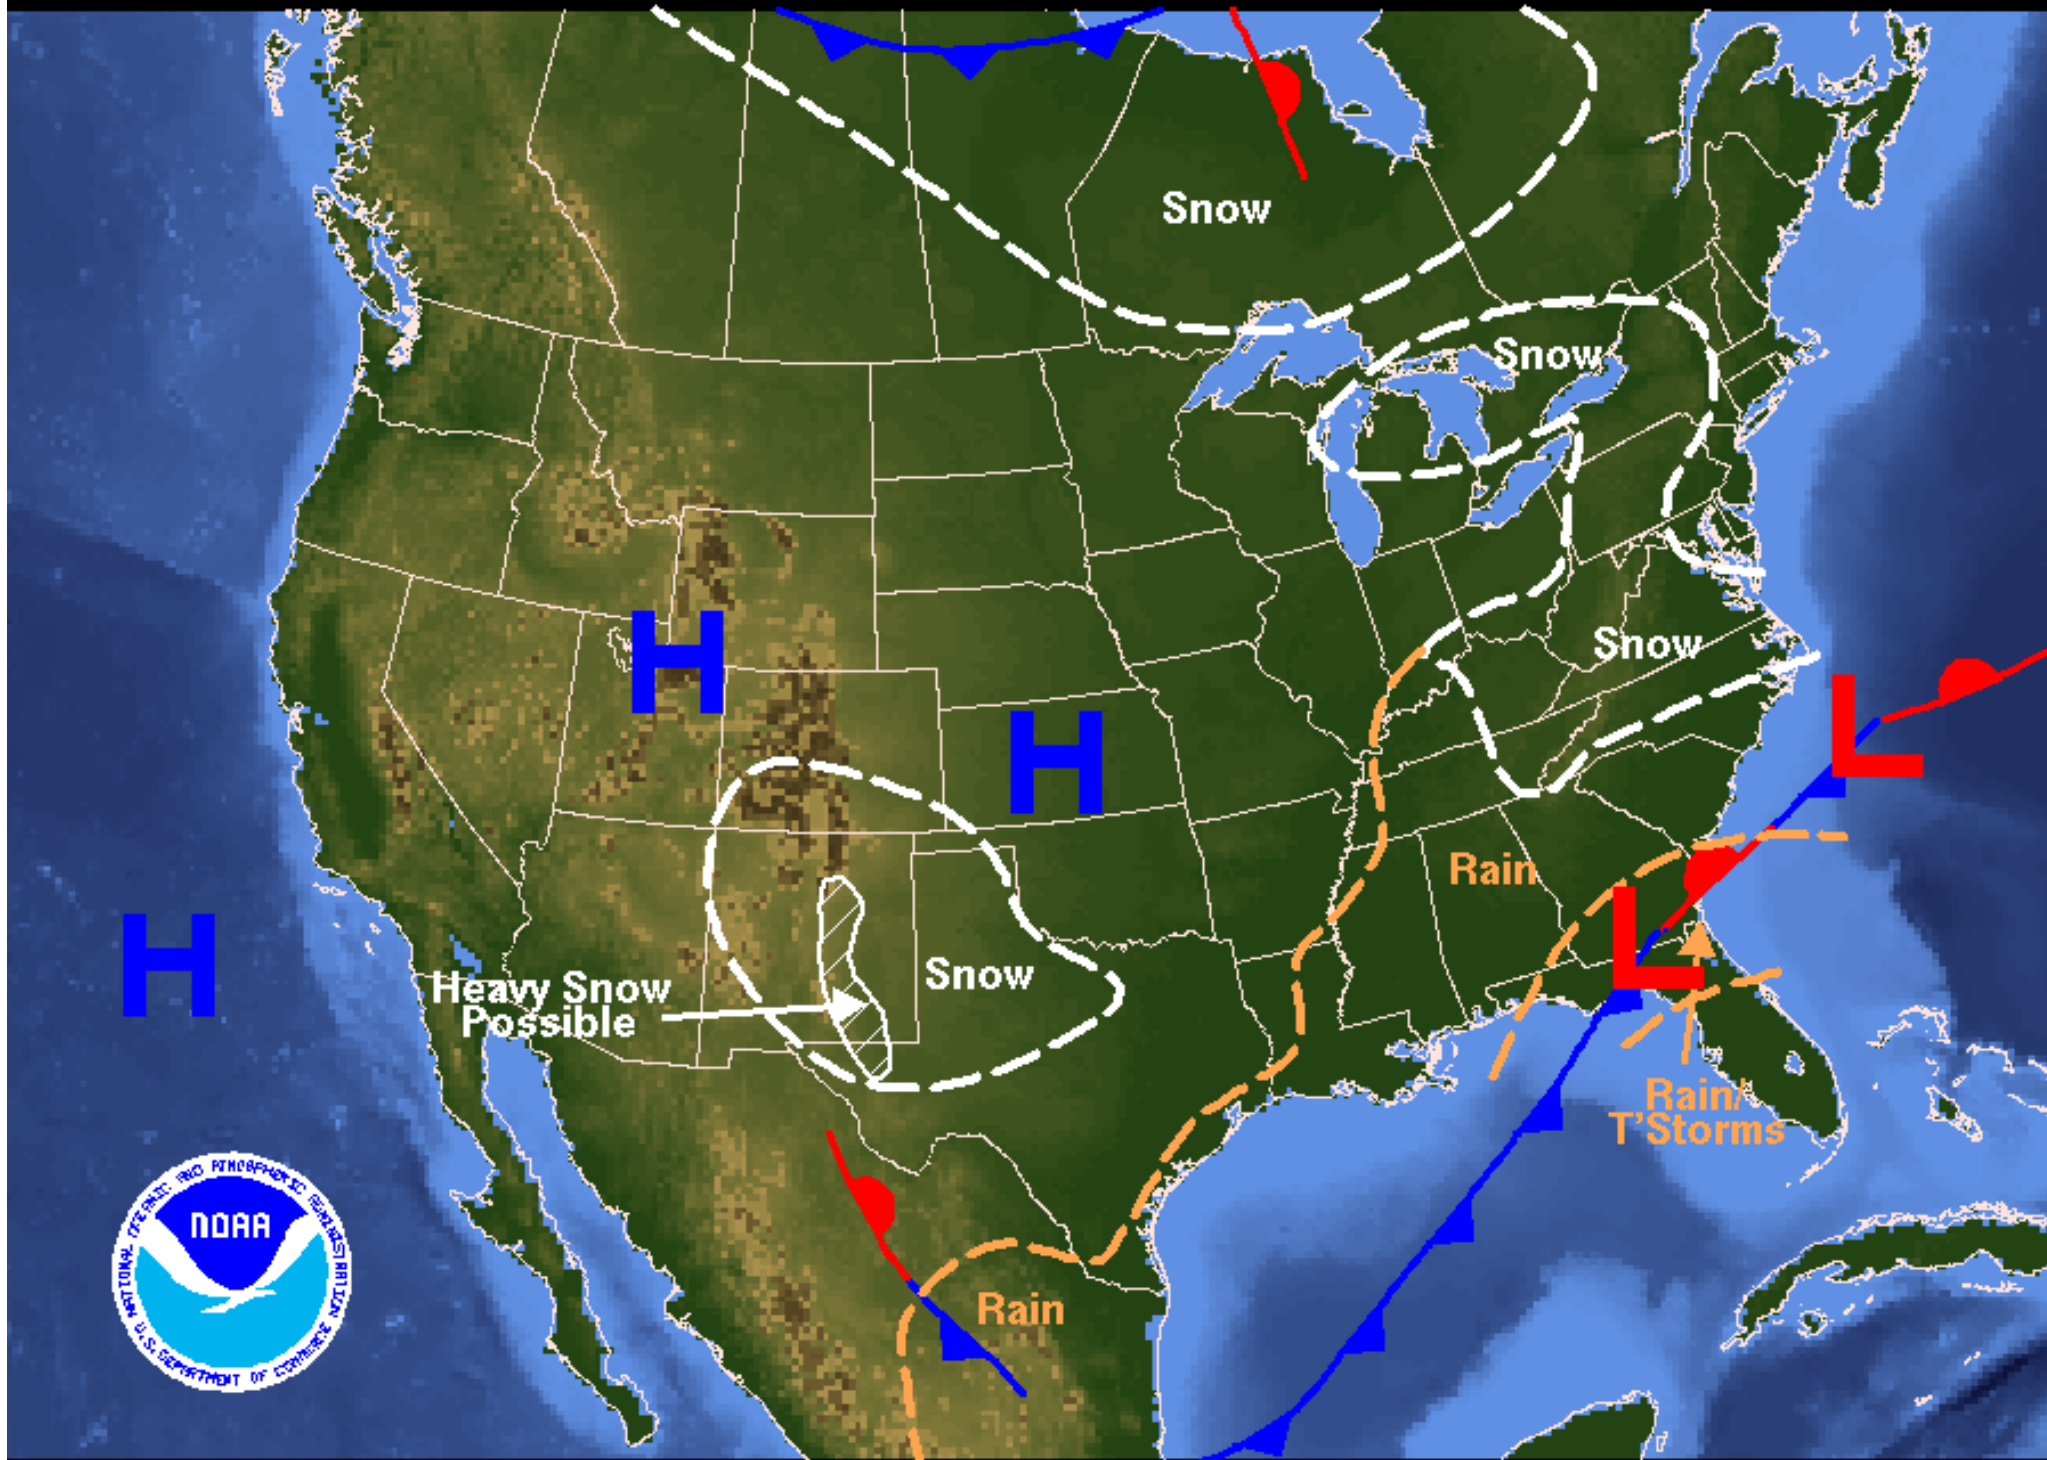 Snow
Snow
H
Snow
L
H
Rain
L
H
Heavy Snow
Possible
Snow
Rain/
T'Storms
NATIONAL OCEANIC AND ATMOSPHERIC ADMINISTRATION
NOAA
U.S. DEPARTMENT OF COMMERCE
Rain